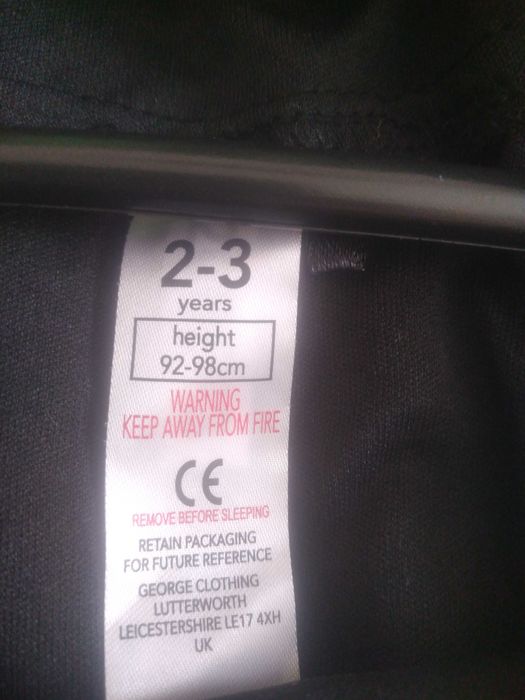 2-3
years
height
92-98cm
WARNING
KEEP AWAY FROM FIRE
CE
REMOVE BEFORE SLEEPING
RETAIN PACKAGING
FOR FUTURE REFERENCE
GEORGE CLOTHING
LUTTERWORTH
LEICESTERSHIRE LE17 4XH
UK